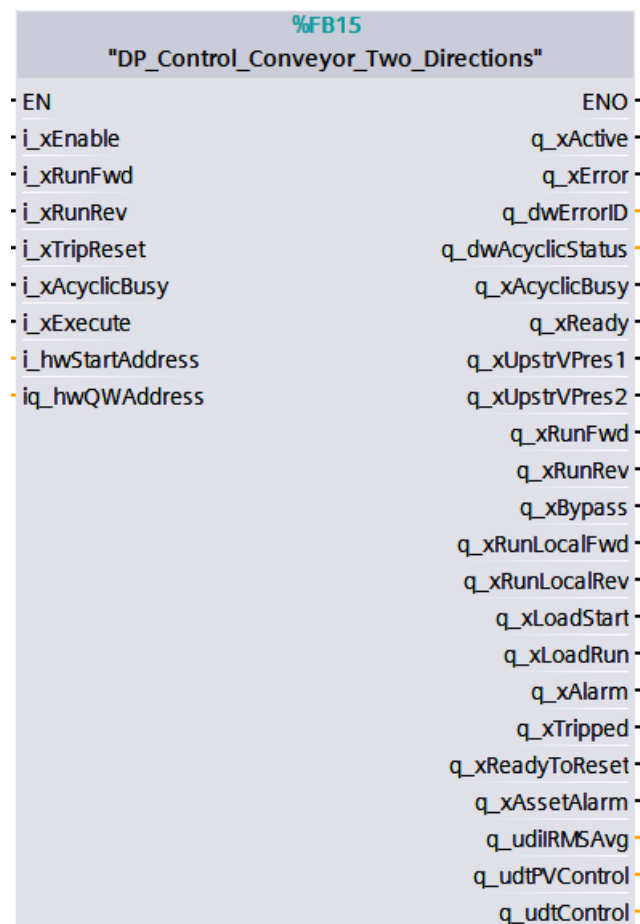 %FB15
"DP_Control_Conveyor_Two_Directions"
EN ENO
i_xEnable q_xActive
i_xRunFwd q_xError
i_xRunRev q_dwErrorID
i_xTripReset q_dwAcyclicStatus
i_xAcyclicBusy q_xAcyclicBusy
i_xExecute q_xReady
i_hwStartAddress q_xUpstrVPres1
iq_hwQWAddress q_xUpstrVPres2
q_xRunFwd
q_xRunRev
q_xBypass
q_xRunLocalFwd
q_xRunLocalRev
q_xLoadStart
q_xLoadRun
q_xAlarm
q_xTripped
q_xReadyToReset
q_xAssetAlarm
q_udiIRMSAvg
q_udtPVControl
q_udtControl